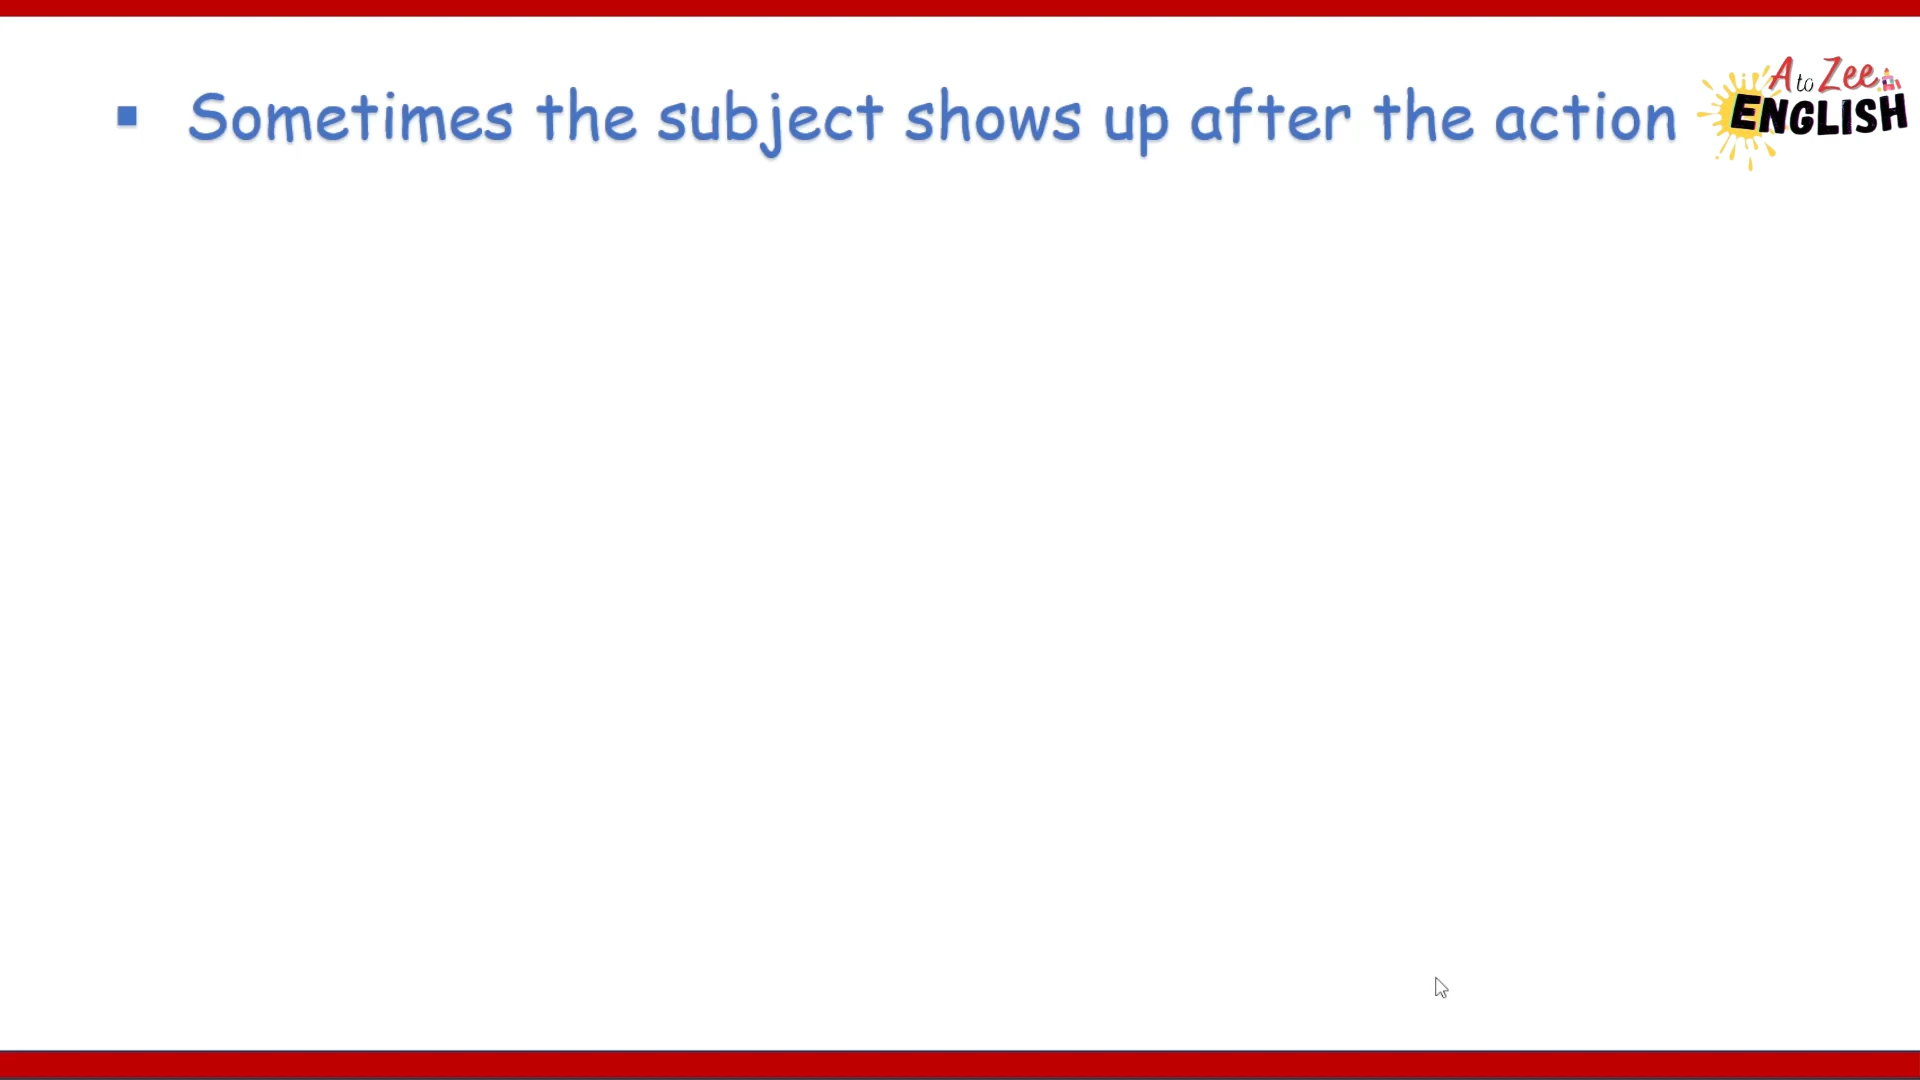 ▪ Sometimes the subject shows up after the action
A to Zee
ENGLISH